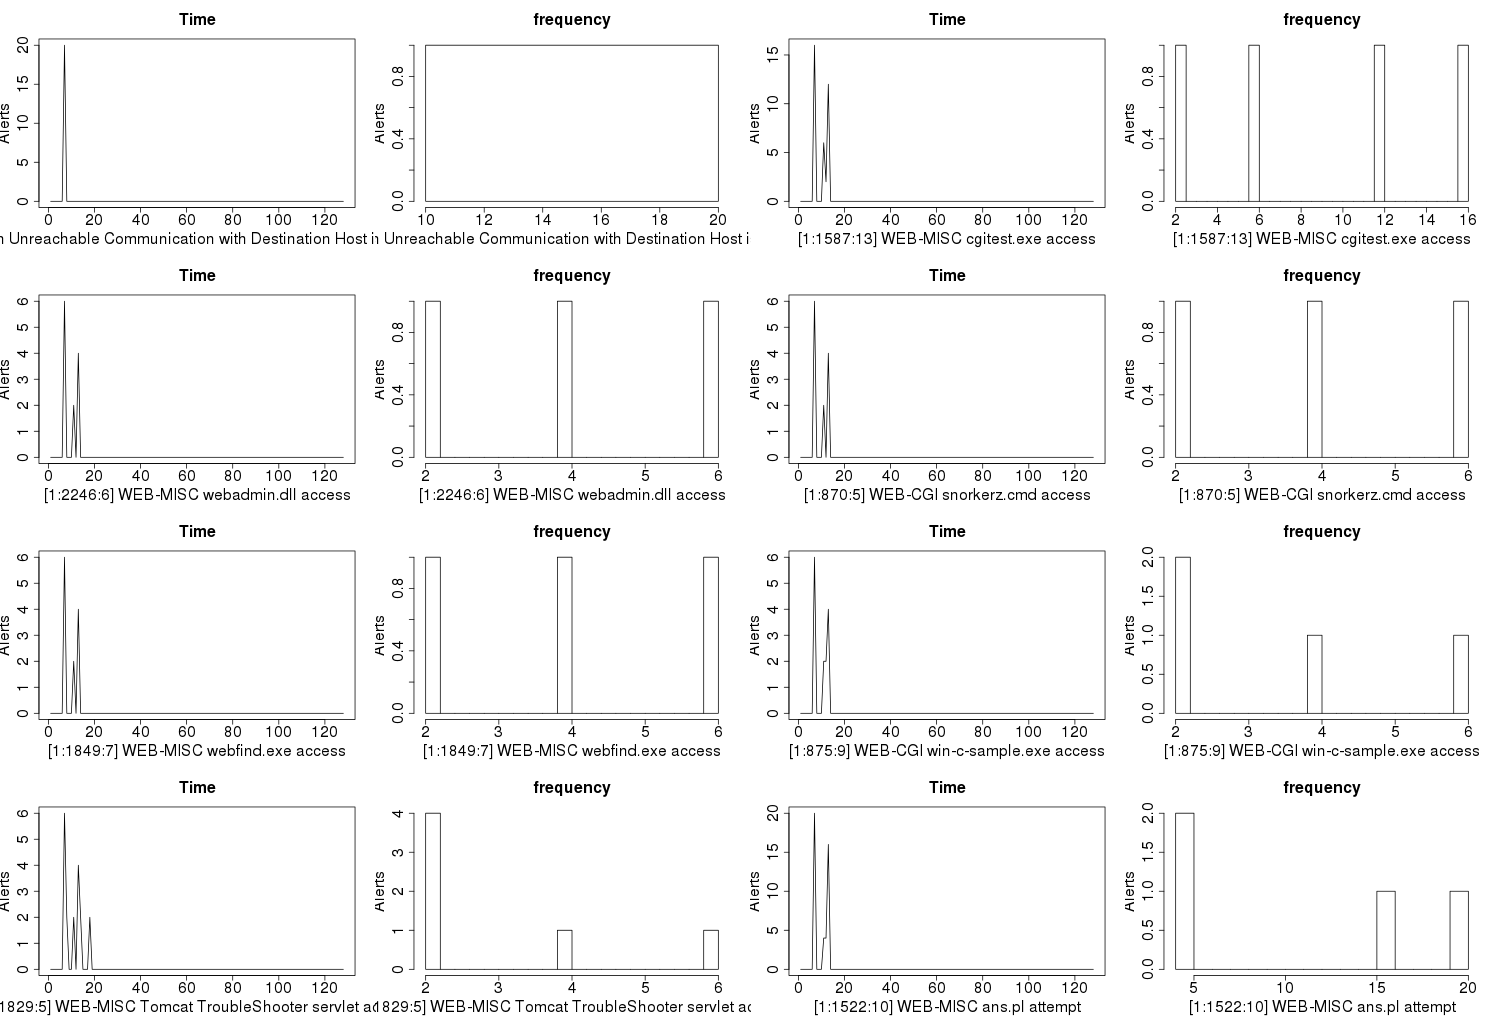 Time
frequency
Time
frequency
Alerts
0 5 10 15 20
0 20 40 60 80 100 120
Unreachable Communication with Destination Host i
Alerts
0.0 0.4 0.8
10 12 14 16 18 20
Unreachable Communication with Destination Host i
Alerts
0 5 10 15
0 20 40 60 80 100 120
[1:1587:13] WEB-MISC cgitest.exe access
Alerts
0.0 0.4 0.8
2 4 6 8 10 12 14 16
[1:1587:13] WEB-MISC cgitest.exe access
Time
frequency
Time
frequency
Alerts
0 1 2 3 4 5 6
0 20 40 60 80 100 120
[1:2246:6] WEB-MISC webadmin.dll access
Alerts
0.0 0.4 0.8
2 3 4 5 6
[1:2246:6] WEB-MISC webadmin.dll access
Alerts
0 1 2 3 4 5 6
0 20 40 60 80 100 120
[1:870:5] WEB-CGI snorkerz.cmd access
Alerts
0.0 0.4 0.8
2 3 4 5 6
[1:870:5] WEB-CGI snorkerz.cmd access
Time
frequency
Time
frequency
Alerts
0 1 2 3 4 5 6
0 20 40 60 80 100 120
[1:1849:7] WEB-MISC webfind.exe access
Alerts
0.0 0.4 0.8
2 3 4 5 6
[1:1849:7] WEB-MISC webfind.exe access
Alerts
0 1 2 3 4 5 6
0 20 40 60 80 100 120
[1:875:9] WEB-CGI win-c-sample.exe access
Alerts
0.0 0.5 1.0 1.5 2.0
2 3 4 5 6
[1:875:9] WEB-CGI win-c-sample.exe access
Time
frequency
Time
frequency
Alerts
0 1 2 3 4 5 6
0 20 40 60 80 100 120
1829:5] WEB-MISC Tomcat TroubleShooter servlet a
Alerts
0 1 2 3 4
2 3 4 5 6
829:5] WEB-MISC Tomcat TroubleShooter servlet a
Alerts
0 5 10 15 20
0 20 40 60 80 100 120
[1:1522:10] WEB-MISC ans.pl attempt
Alerts
0.0 0.5 1.0 1.5 2.0
5 10 15 20
[1:1522:10] WEB-MISC ans.pl attempt